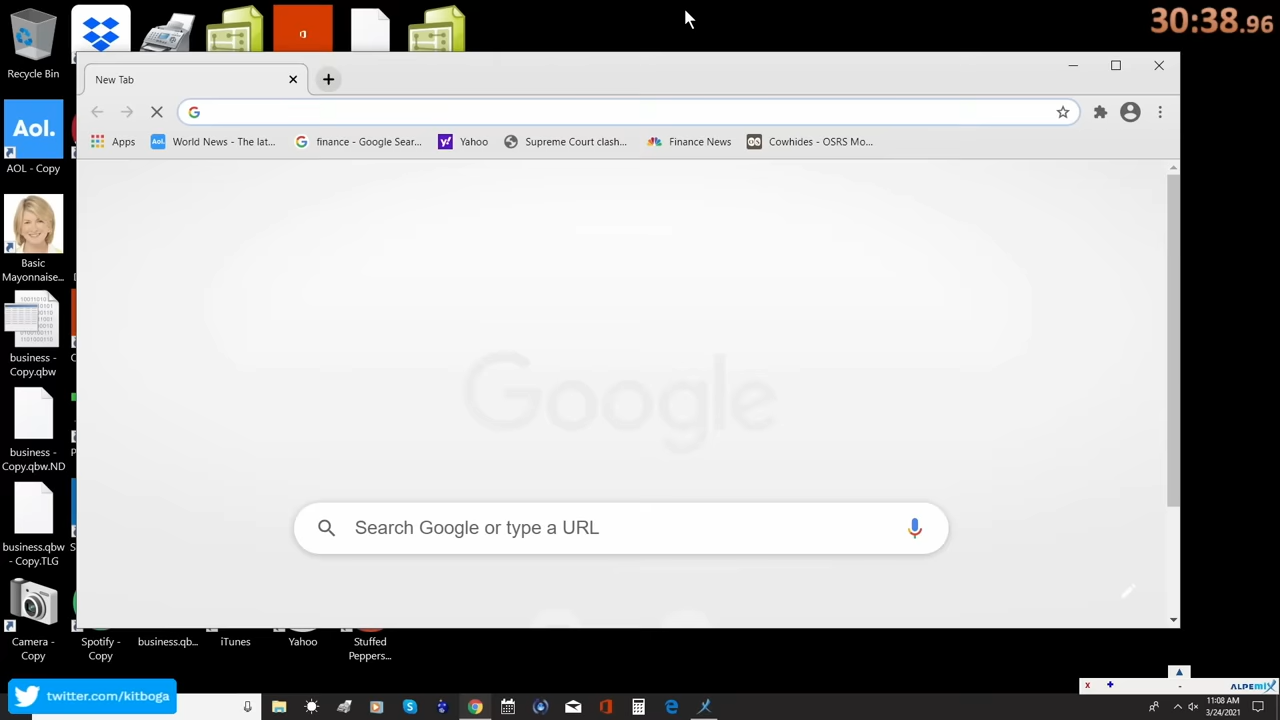 30:38.96
Recycle Bin
New Tab
Apps
Aol.
World News - The lat...
finance - Google Sear...
Yahoo
Supreme Court clash...
Finance News
Cowhides - OSRS Mo...
Aol.
AOL - Copy
Basic
Mayonnaise...
business -
Copy.qbw
business -
Copy.qbw.ND
business.qbw
- Copy.TLG
Google
Search Google or type a URL
Camera -
Copy
Spotify -
Copy
business.qb...
iTunes
Yahoo
Stuffed
Peppers...
twitter.com/kitboga
ALPEMIX
11:08 AM
3/24/2021